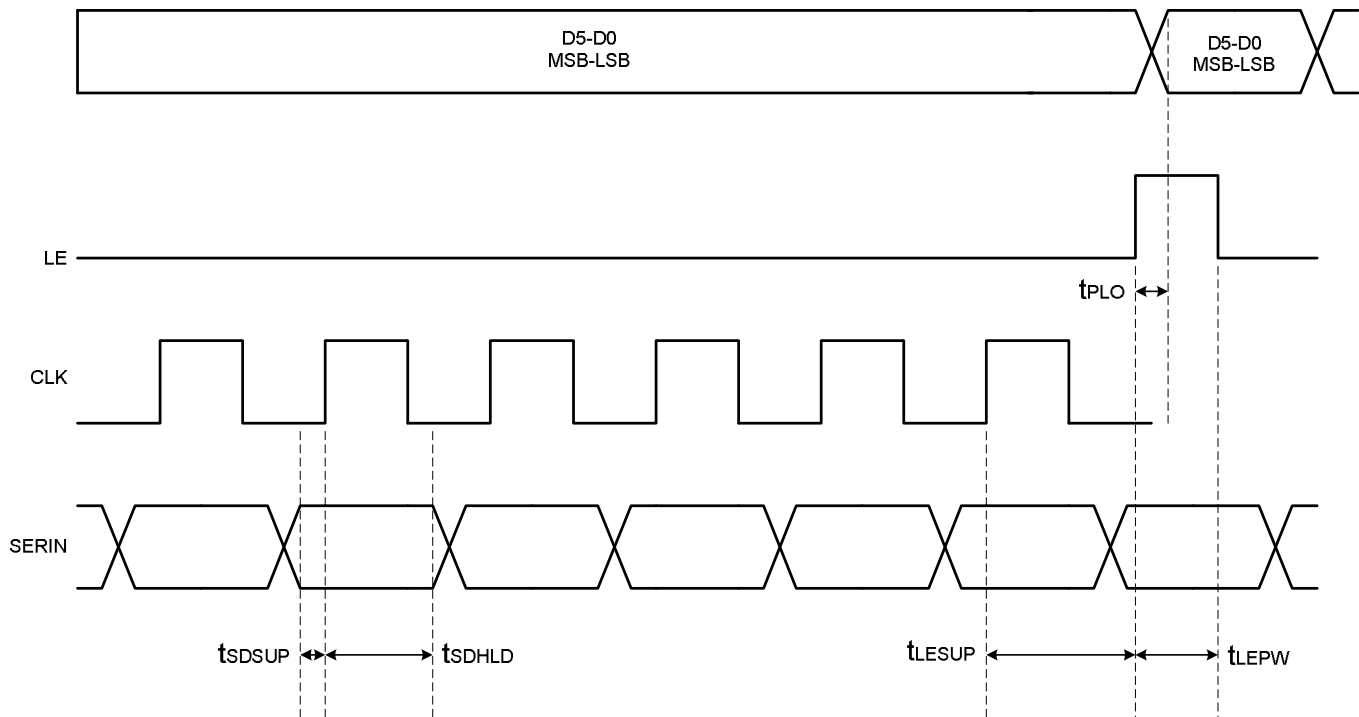 D5-D0
MSB-LSB
D5-D0
MSB-LSB
LE
tPLO
CLK
SERIN
tSDSUP
tSDHLD
tLESUP
tLEPW